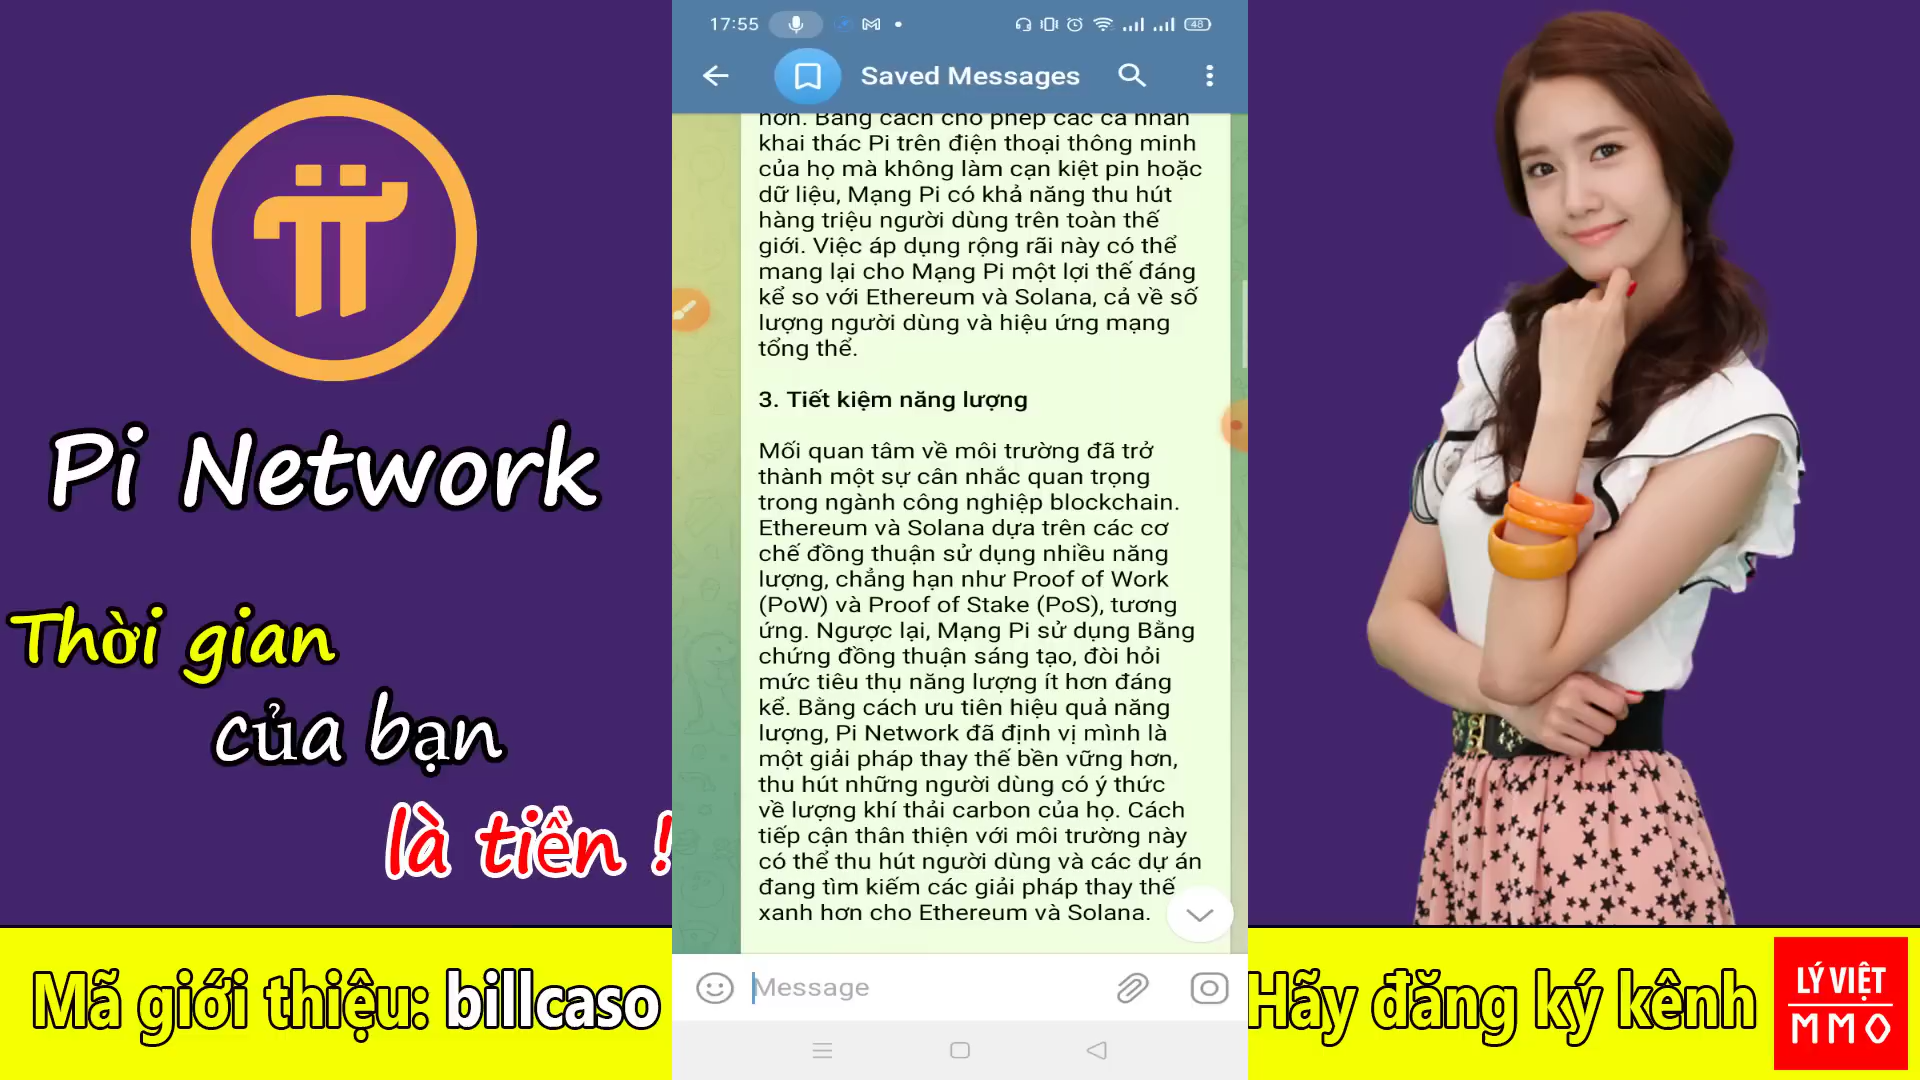 Pi Network
Thời gian
của bạn
là tiền !
Mã giới thiệu: billcaso
17:55
48
Saved Messages
hơn. Bằng cách cho phép các cá nhân
khai thác Pi trên điện thoại thông minh
của họ mà không làm cạn kiệt pin hoặc
dữ liệu, Mạng Pi có khả năng thu hút
hàng triệu người dùng trên toàn thế
giới. Việc áp dụng rộng rãi này có thể
mang lại cho Mạng Pi một lợi thế đáng
kể so với Ethereum và Solana, cả về số
lượng người dùng và hiệu ứng mạng
tổng thể.
3. Tiết kiệm năng lượng
Mối quan tâm về môi trường đã trở
thành một sự cân nhắc quan trọng
trong ngành công nghiệp blockchain.
Ethereum và Solana dựa trên các cơ
chế đồng thuận sử dụng nhiều năng
lượng, chẳng hạn như Proof of Work
(PoW) và Proof of Stake (PoS), tương
ứng. Ngược lại, Mạng Pi sử dụng Bằng
chứng đồng thuận sáng tạo, đòi hỏi
mức tiêu thụ năng lượng ít hơn đáng
kể. Bằng cách ưu tiên hiệu quả năng
lượng, Pi Network đã định vị mình là
một giải pháp thay thế bền vững hơn,
thu hút những người dùng có ý thức
về lượng khí thải carbon của họ. Cách
tiếp cận thân thiện với môi trường này
có thể thu hút người dùng và các dự án
đang tìm kiếm các giải pháp thay thế
xanh hơn cho Ethereum và Solana.
Message
Hãy đăng ký kênh
LÝ VIỆT
MMO